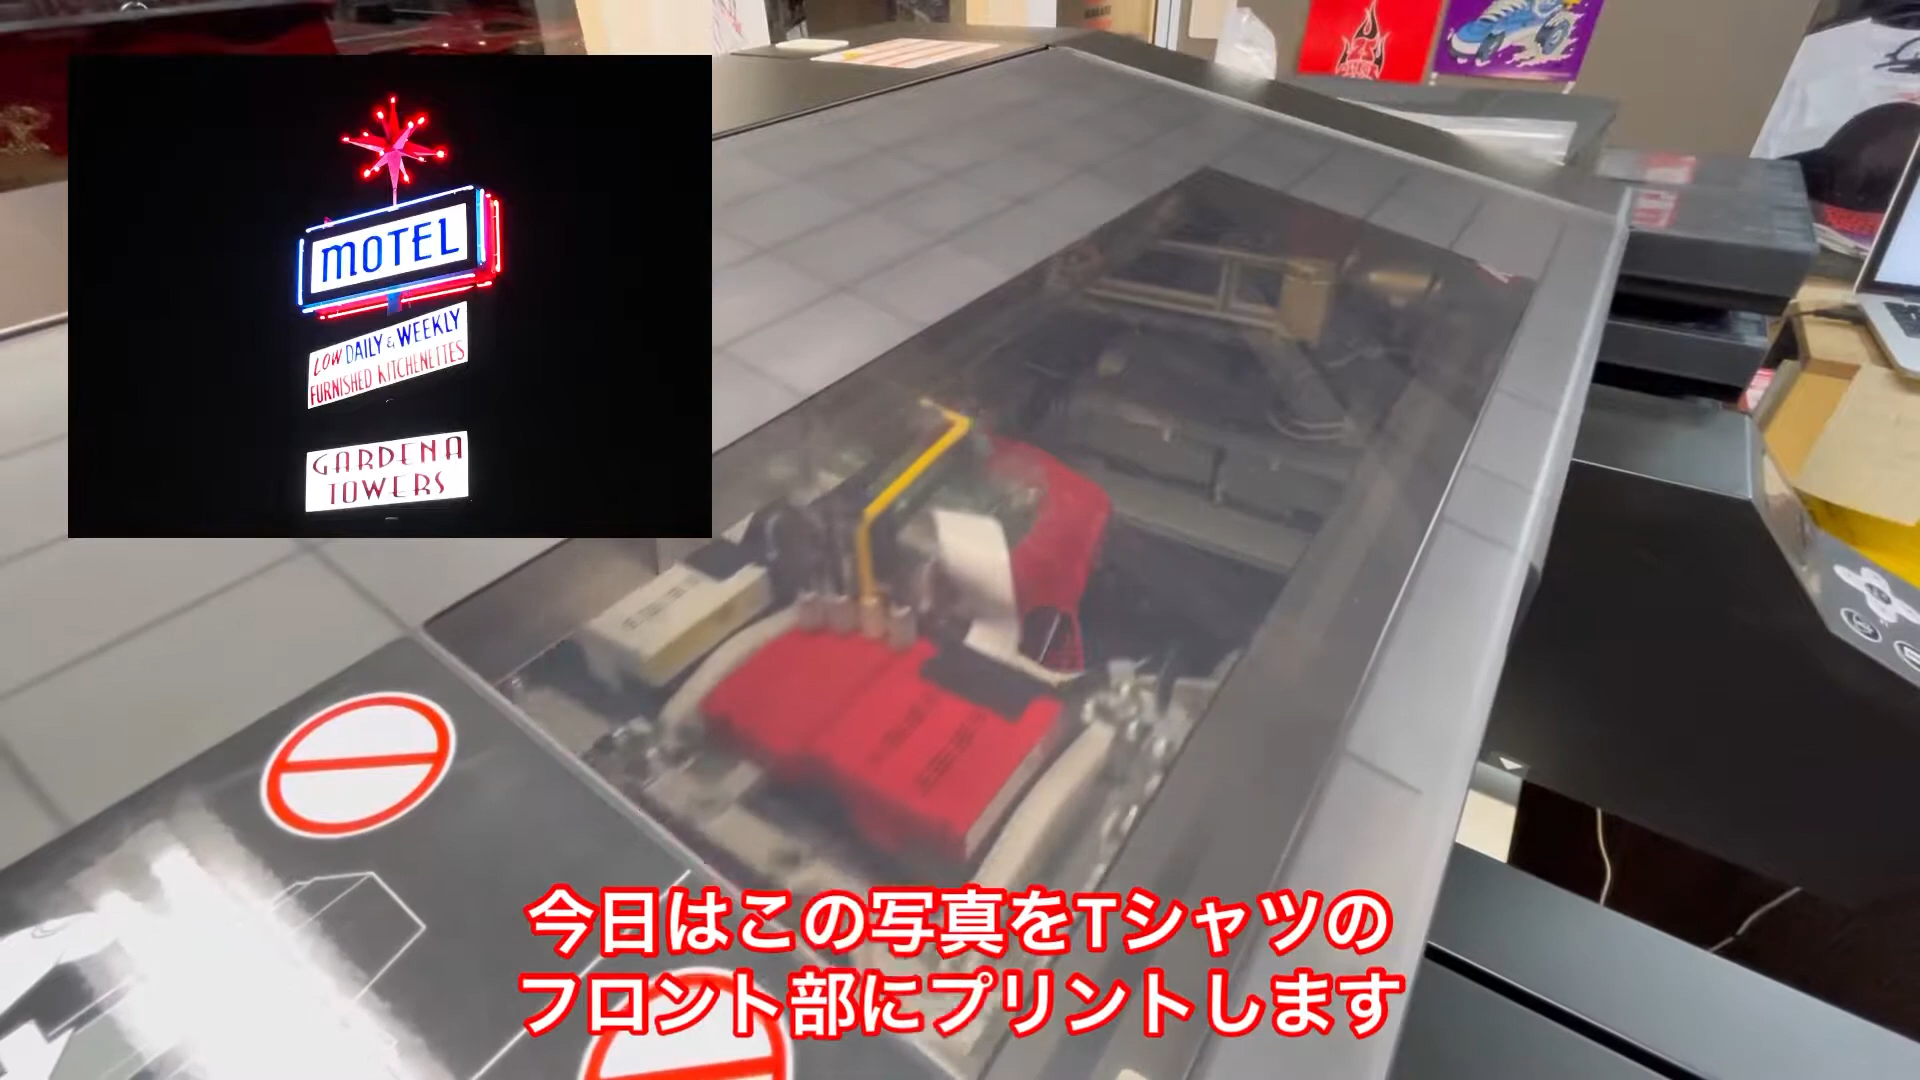 MOTEL
LOW DAILY & WEEKLY
FURNISHED KITCHENETTES
GARDENA
TOWERS
今日はこの写真をTシャツの
フロント部にプリントします